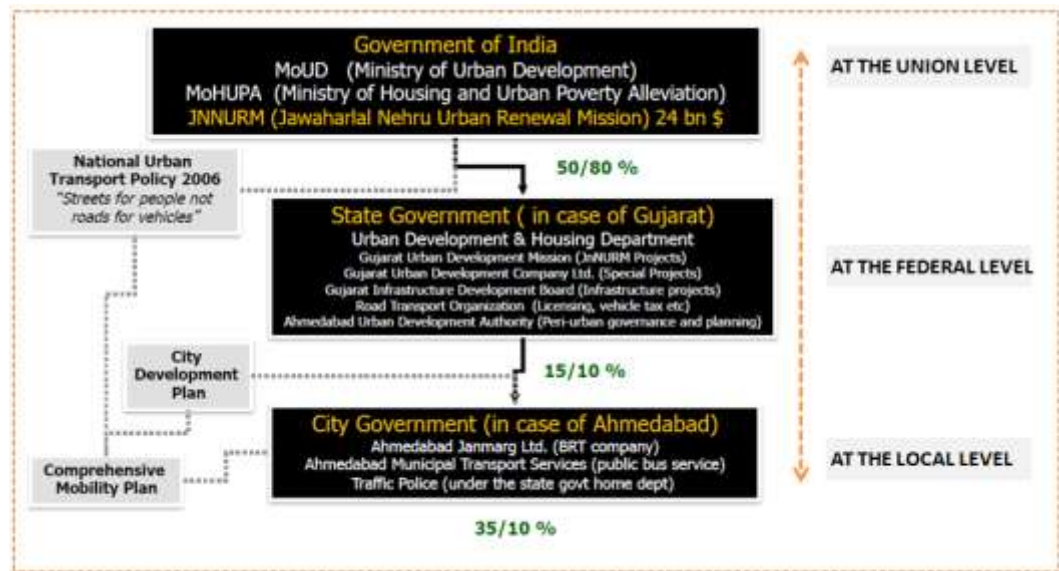 Government of India
MoUD (Ministry of Urban Development)
MoHUPA (Ministry of Housing and Urban Poverty Alleviation)
JNNURM (Jawaharlal Nehru Urban Renewal Mission) 24 bn $
AT THE UNION LEVEL
National Urban
Transport Policy 2006
“Streets for people not
roads for vehicles”
50/80 %
State Government ( in case of Gujarat)
Urban Development & Housing Department
Gujarat Urban Development Mission (JnNURM Projects)
Gujarat Urban Development Company Ltd. (Special Projects)
Gujarat Infrastructure Development Board (Infrastructure projects)
Road Transport Organization (Licensing, vehicle tax etc)
Ahmedabad Urban Development Authority (Peri-urban governance and planning)
AT THE FEDERAL LEVEL
City
Development
Plan
15/10 %
City Government (in case of Ahmedabad)
Ahmedabad Janmarg Ltd. (BRT company)
Ahmedabad Municipal Transport Services (public bus service)
Traffic Police (under the state govt home dept)
AT THE LOCAL LEVEL
Comprehensive
Mobility Plan
35/10 %